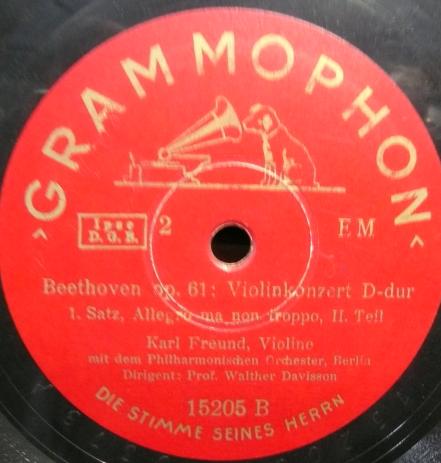 ›GRAMMOPHON‹
2 EM
D. G. S.
Beethoven op. 61: Violinkonzert D-dur
1. Satz, Allegro ma non troppo, II. Teil
Karl Freund, Violine
mit dem Philharmonischen Orchester, Berlin
Dirigent: Prof. Walther Davisson
15205 B
DIE STIMME SEINES HERRN